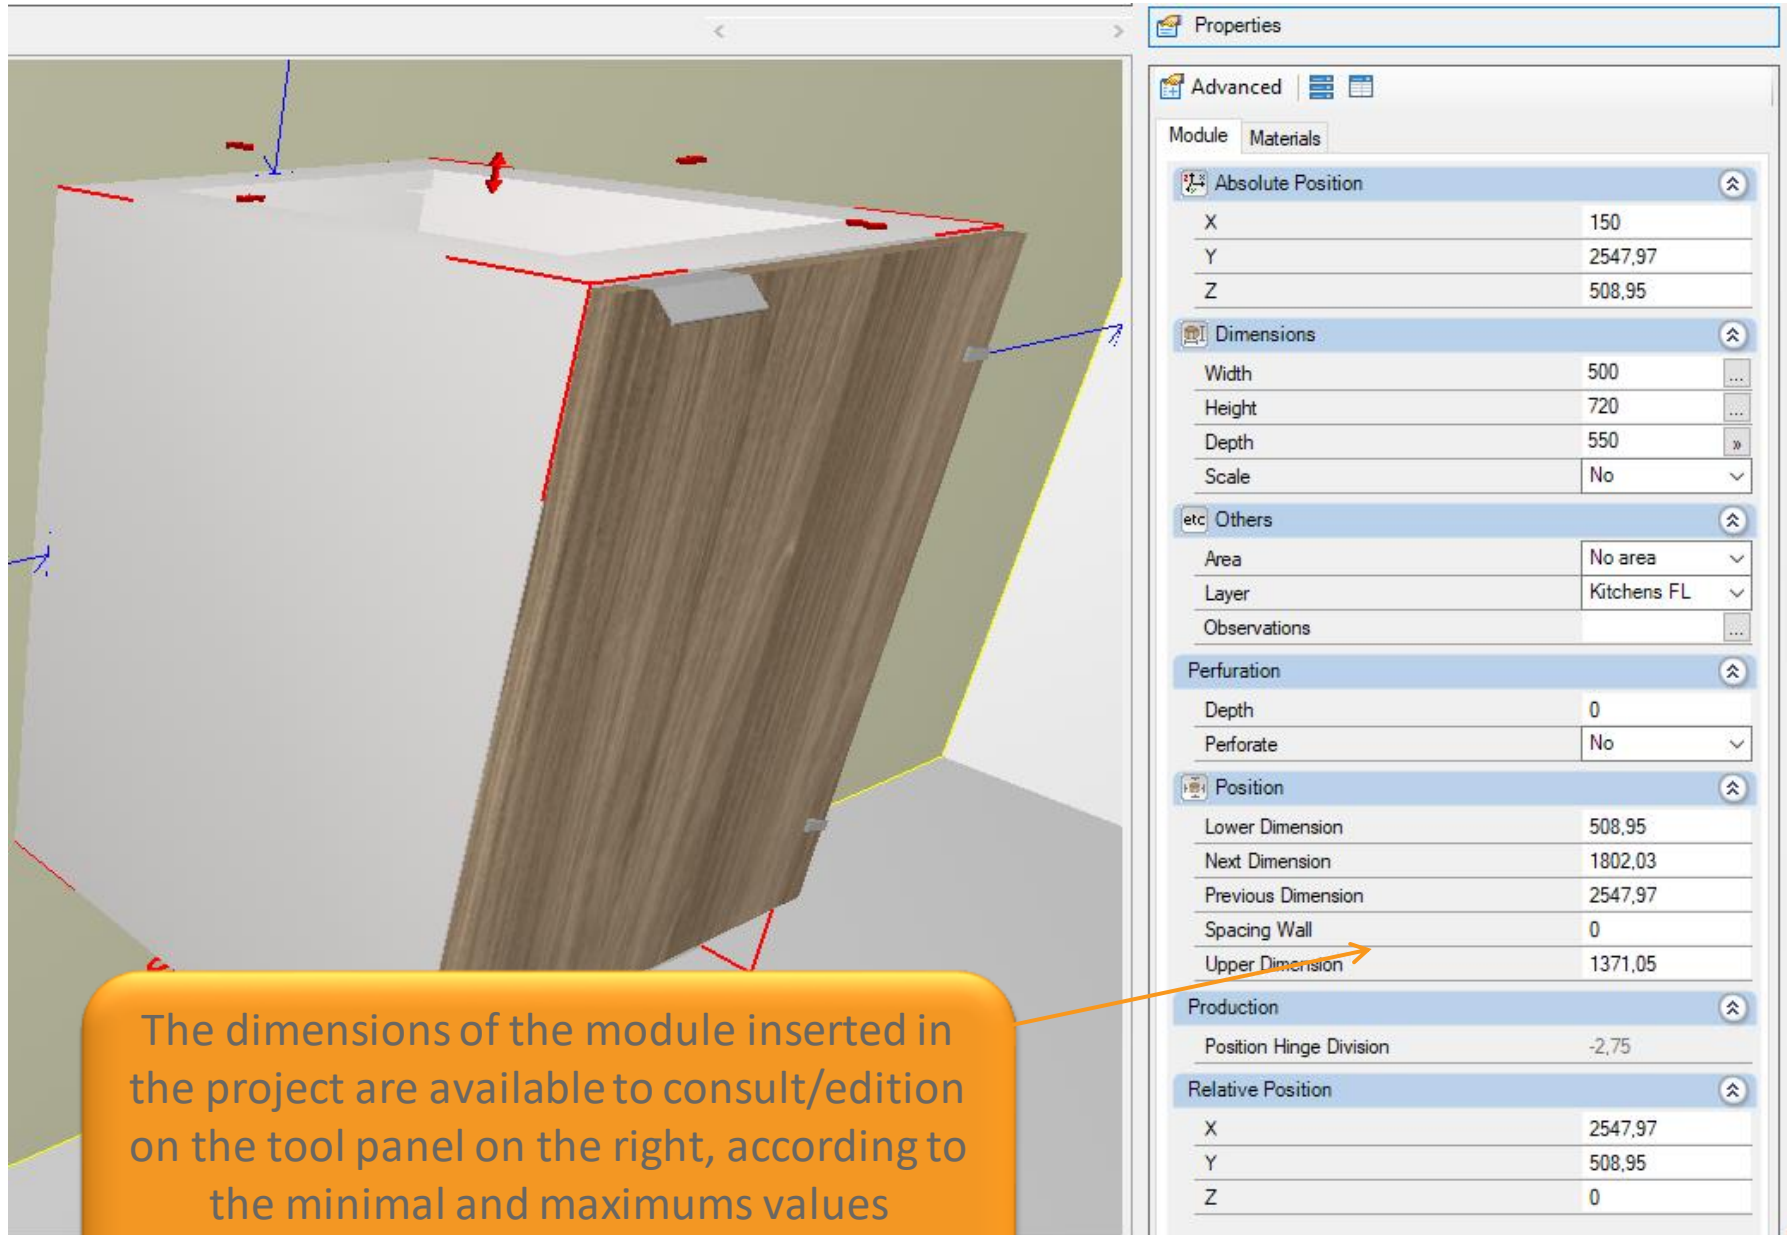 Properties
Advanced
Module Materials
Absolute Position
X 150
Y 2547,97
Z 508,95
Dimensions
Width 500 ...
Height 720 ...
Depth 550 »
Scale No
etc Others
Area No area
Layer Kitchens FL
Observations ...
Perfuration
Depth 0
Perforate No
Position
Lower Dimension 508,95
Next Dimension 1802,03
Previous Dimension 2547,97
Spacing Wall 0
Upper Dimension 1371,05
Production
Position Hinge Division -2,75
Relative Position
X 2547,97
Y 508,95
Z 0
The dimensions of the module inserted in
the project are available to consult/edition
on the tool panel on the right, according to
the minimal and maximums values